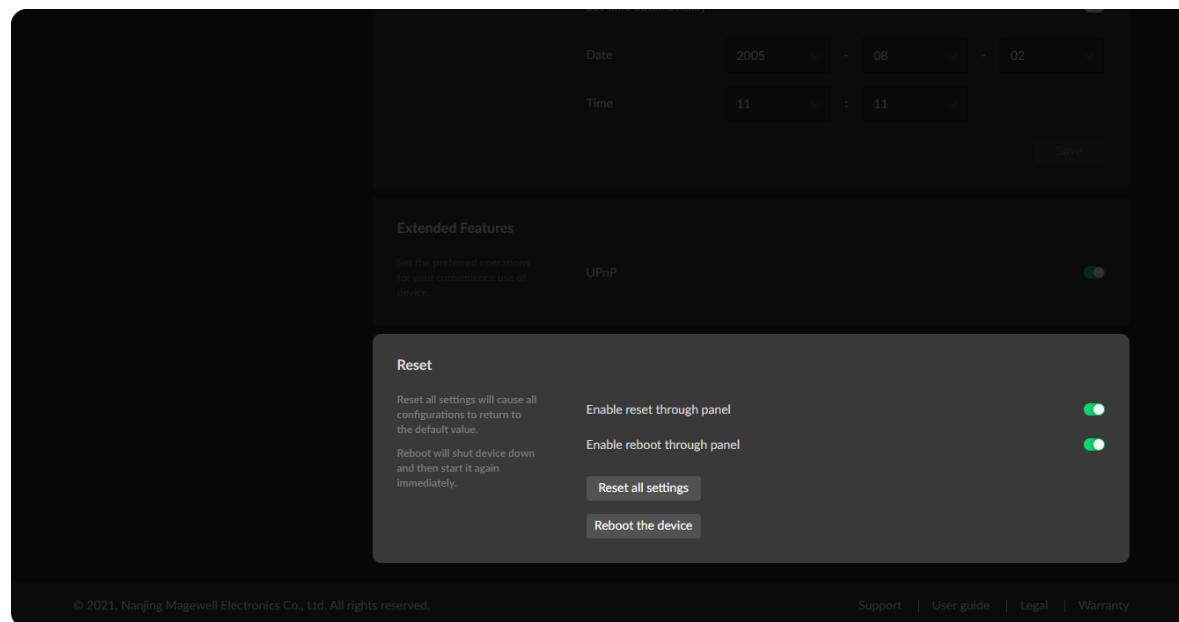 Date 2005 - 08 - 02
Time 11 : 11
Save
Extended Features
Set the preferred operations
for your convenience use of
device.
UPnP
Reset
Reset all settings will cause all
configurations to return to
the default value.
Reboot will shut device down
and then start it again
immediately.
Enable reset through panel
Enable reboot through panel
Reset all settings
Reboot the device
© 2021, Nanjing Magewell Electronics Co., Ltd. All rights reserved.
Support | User guide | Legal | Warranty